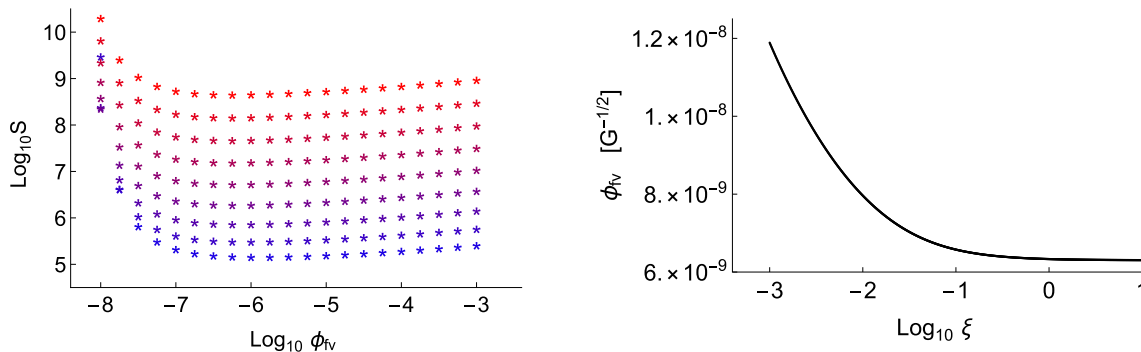 10
9
8
7
6
5
Log₁₀S
−8 −7 −6 −5 −4 −3
Log₁₀ ϕfv
1.2×10⁻⁸
1.×10⁻⁸
8.×10⁻⁹
6.×10⁻⁹
ϕfv [G⁻¹/²]
−3 −2 −1 0 1
Log₁₀ ξ